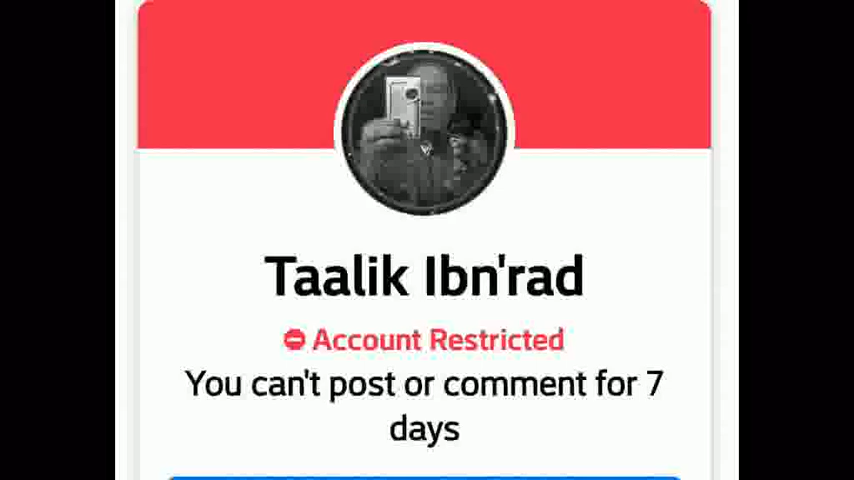 Taalik Ibn'rad
Account Restricted
You can't post or comment for 7
days